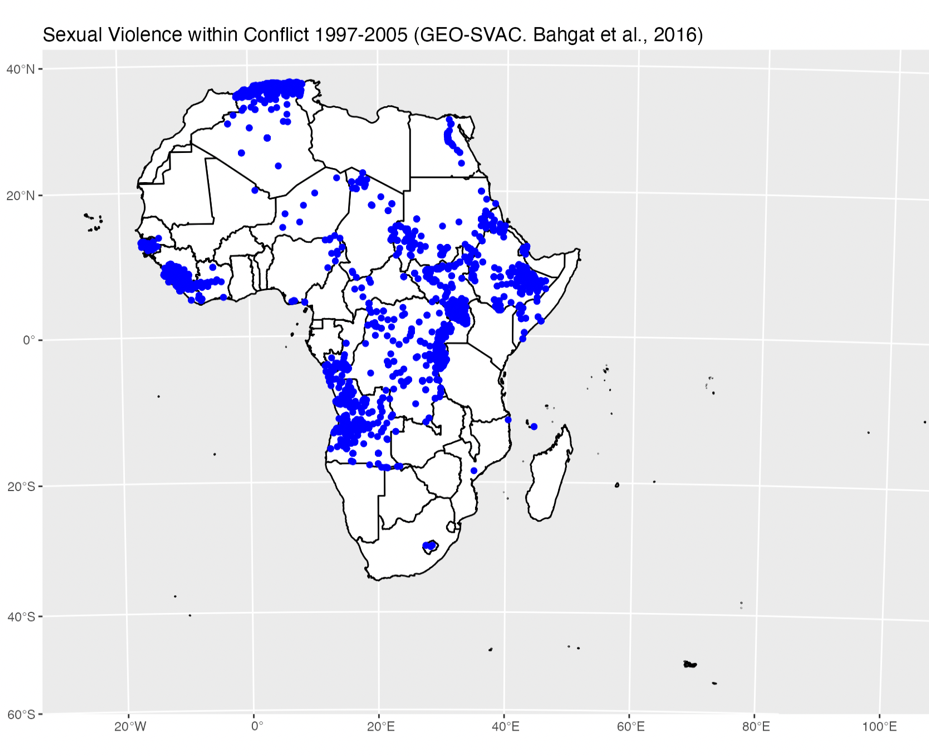 Sexual Violence within Conflict 1997-2005 (GEO-SVAC. Bahgat et al., 2016)
40°N
20°N
0°
20°S
40°S
60°S
20°W 0° 20°E 40°E 60°E 80°E 100°E